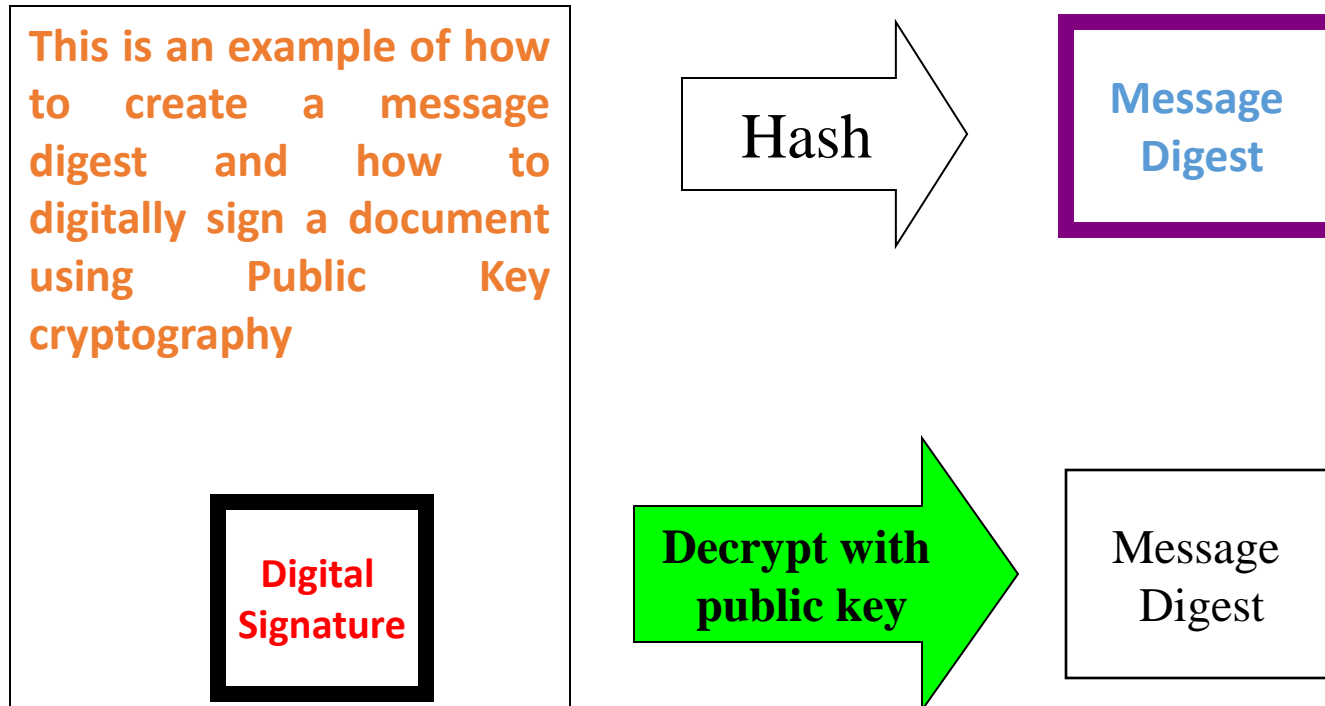 This is an example of how
to create a message
digest and how to
digitally sign a document
using Public Key
cryptography
Hash
Message
Digest
Digital
Signature
Decrypt with
public key
Message
Digest